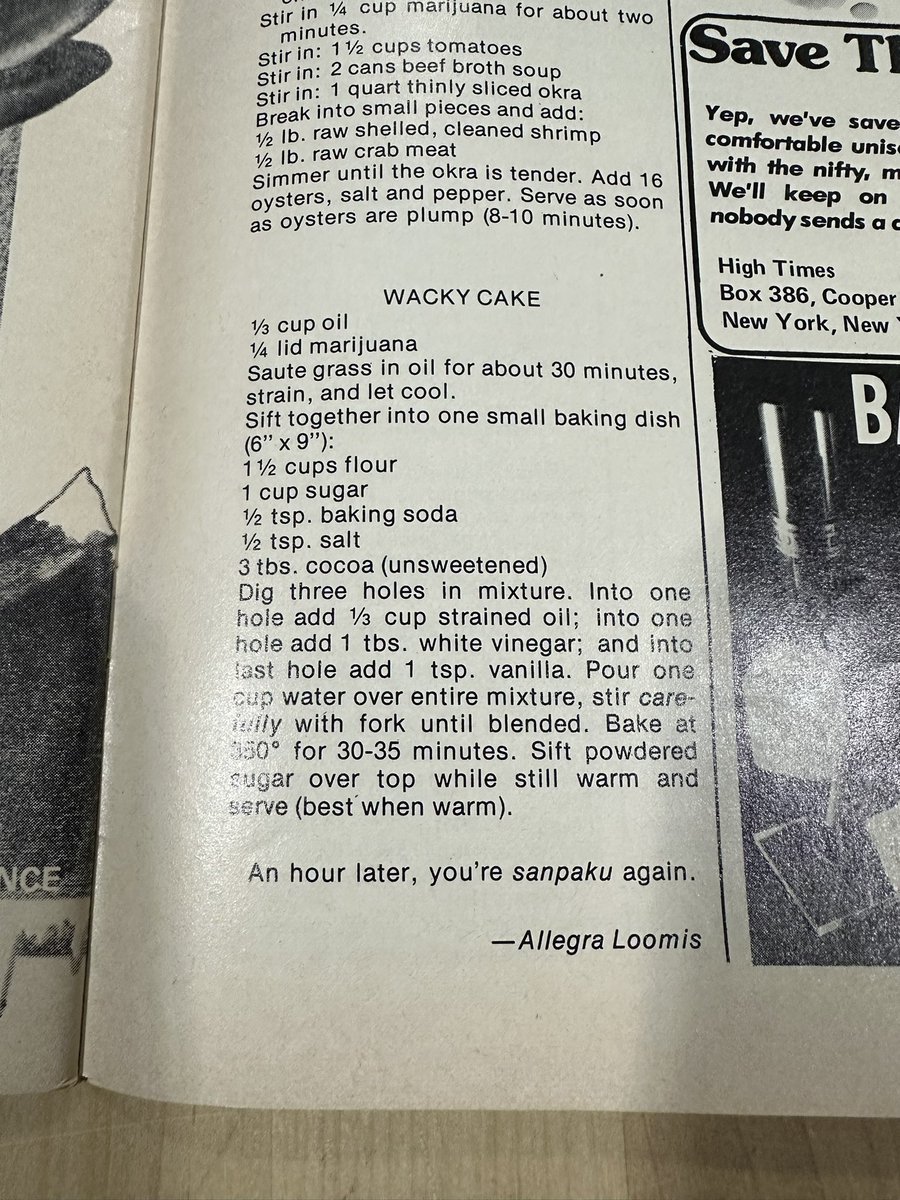 Stir in ¼ cup marijuana for about two
minutes.
Stir in: 1½ cups tomatoes
Stir in: 2 cans beef broth soup
Stir in: 1 quart thinly sliced okra
Break into small pieces and add:
½ lb. raw shelled, cleaned shrimp
½ lb. raw crab meat
Simmer until the okra is tender. Add 16
oysters, salt and pepper. Serve as soon
as oysters are plump (8-10 minutes).
WACKY CAKE
⅓ cup oil
¼ lid marijuana
Saute grass in oil for about 30 minutes,
strain, and let cool.
Sift together into one small baking dish
(6” x 9”):
1½ cups flour
1 cup sugar
½ tsp. baking soda
½ tsp. salt
3 tbs. cocoa (unsweetened)
Dig three holes in mixture. Into one
hole add ⅓ cup strained oil; into one
hole add 1 tbs. white vinegar; and into
last hole add 1 tsp. vanilla. Pour one
cup water over entire mixture, stir care-
fully with fork until blended. Bake at
350° for 30-35 minutes. Sift powdered
sugar over top while still warm and
serve (best when warm).
An hour later, you're sanpaku again.
—Allegra Loomis
Save
Yep, we've save
comfortable
with the nifty,
We'll keep on
nobody sends a
High Times
Box 386, Cooper
New York, New
NCE